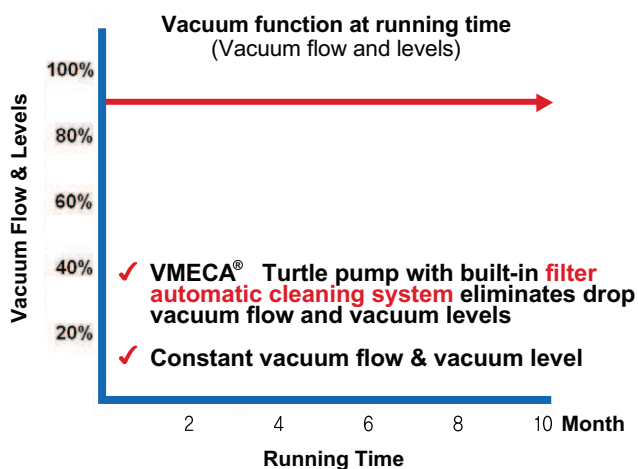 Vacuum function at running time
(Vacuum flow and levels)
Vacuum Flow & Levels
100%
80%
60%
40%
20%
✓ VMECA® Turtle pump with built-in filter
automatic cleaning system eliminates drop
vacuum flow and vacuum levels
✓ Constant vacuum flow & vacuum level
2 4 6 8 10 Month
Running Time